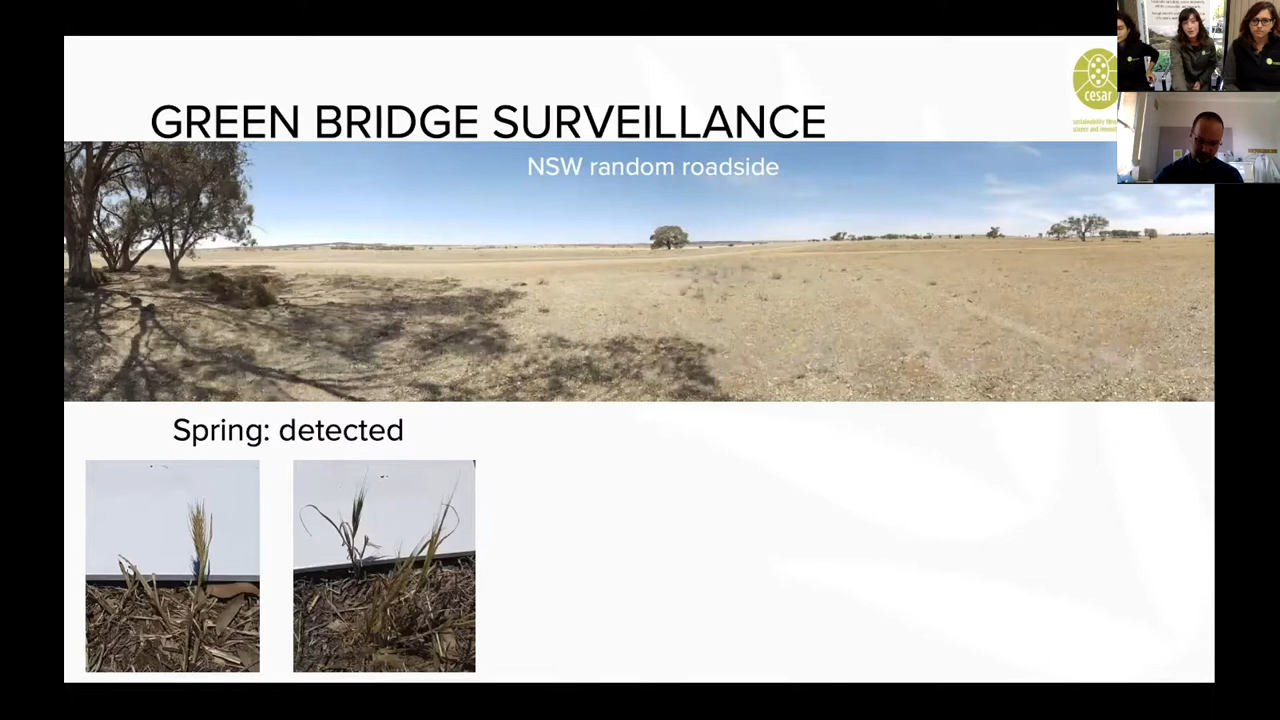 GREEN BRIDGE SURVEILLANCE
cesar
NSW random roadside
Spring: detected